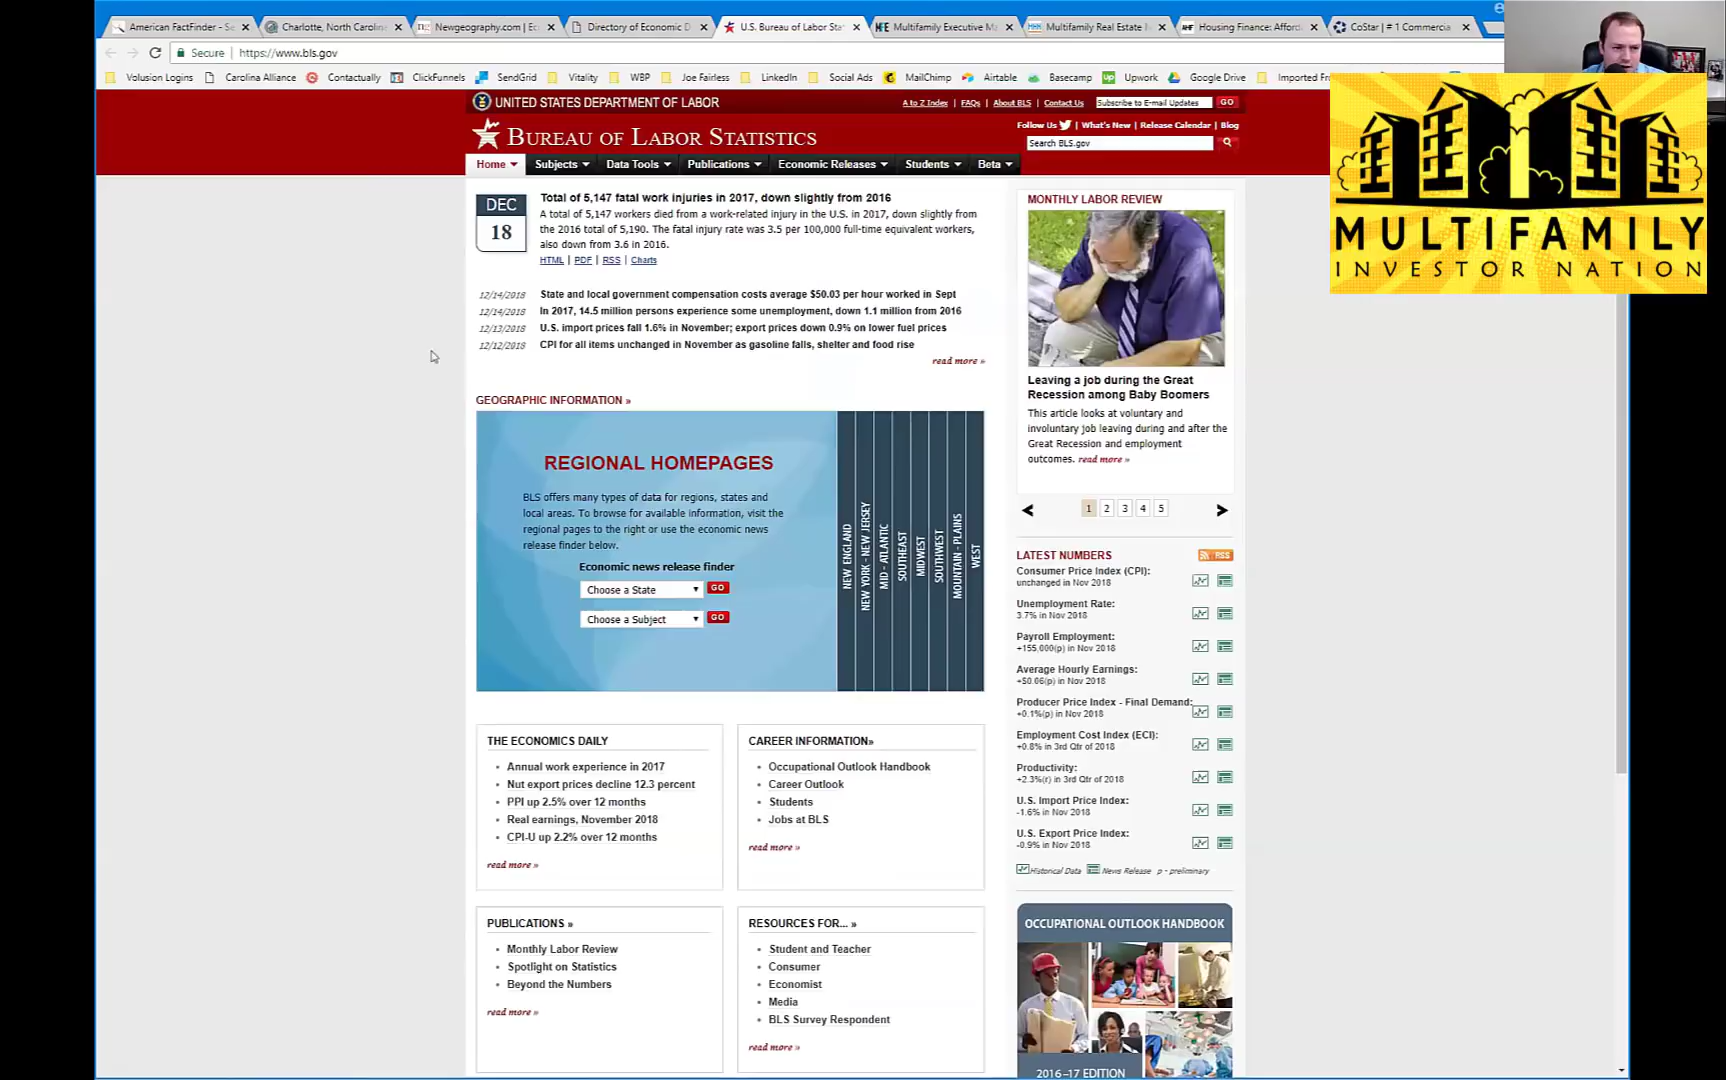 American FactFinder - Se
Charlotte, North Caroline
Newgeography.com | Ec
Directory of Economic D
U.S. Bureau of Labor Sta
Multifamily Executive Ma
Multifamily Real Estate
Housing Finance: Afford
CoStar | # 1 Commercia
Secure | https://www.bls.gov
Volusion Logins
Carolina Alliance
Contactually
ClickFunnels
SendGrid
Vitality
WBP
Joe Fairless
LinkedIn
Social Ads
MailChimp
Airtable
Basecamp
Upwork
Google Drive
Imported Fr
UNITED STATES DEPARTMENT OF LABOR
A to Z Index | FAQs | About BLS | Contact Us
Subscribe to E-mail Updates GO
BUREAU OF LABOR STATISTICS
Follow Us | What's New | Release Calendar | Blog
Search BLS.gov
Home Subjects Data Tools Publications Economic Releases Students Beta
DEC
18
Total of 5,147 fatal work injuries in 2017, down slightly from 2016
A total of 5,147 workers died from a work-related injury in the U.S. in 2017, down slightly from
the 2016 total of 5,190. The fatal injury rate was 3.5 per 100,000 full-time equivalent workers,
also down from 3.6 in 2016.
HTML | PDF | RSS | Charts
12/14/2018 State and local government compensation costs average $50.03 per hour worked in Sept
12/14/2018 In 2017, 14.5 million persons experience some unemployment, down 1.1 million from 2016
12/13/2018 U.S. import prices fall 1.6% in November; export prices down 0.9% on lower fuel prices
12/12/2018 CPI for all items unchanged in November as gasoline falls, shelter and food rise
read more »
GEOGRAPHIC INFORMATION »
REGIONAL HOMEPAGES
BLS offers many types of data for regions, states and
local areas. To browse for available information, visit the
regional pages to the right or use the economic news
release finder below.
Economic news release finder
Choose a State GO
Choose a Subject GO
NEW ENGLAND
NEW YORK - NEW JERSEY
MID - ATLANTIC
SOUTHEAST
MIDWEST
SOUTHWEST
MOUNTAIN - PLAINS
WEST
THE ECONOMICS DAILY
Annual work experience in 2017
Nut export prices decline 12.3 percent
PPI up 2.5% over 12 months
Real earnings, November 2018
CPI-U up 2.2% over 12 months
read more »
CAREER INFORMATION»
Occupational Outlook Handbook
Career Outlook
Students
Jobs at BLS
read more »
PUBLICATIONS »
Monthly Labor Review
Spotlight on Statistics
Beyond the Numbers
read more »
RESOURCES FOR... »
Student and Teacher
Consumer
Economist
Media
BLS Survey Respondent
read more »
MONTHLY LABOR REVIEW
Leaving a job during the Great
Recession among Baby Boomers
This article looks at voluntary and
involuntary job leaving during and after the
Great Recession and employment
outcomes. read more »
1 2 3 4 5
LATEST NUMBERS
RSS
Consumer Price Index (CPI):
unchanged in Nov 2018
Unemployment Rate:
3.7% in Nov 2018
Payroll Employment:
+155,000(p) in Nov 2018
Average Hourly Earnings:
+$0.06(p) in Nov 2018
Producer Price Index - Final Demand:
+0.1%(p) in Nov 2018
Employment Cost Index (ECI):
+0.8% in 3rd Qtr of 2018
Productivity:
+2.3%(r) in 3rd Qtr of 2018
U.S. Import Price Index:
-1.6% in Nov 2018
U.S. Export Price Index:
-0.9% in Nov 2018
Historical Data News Release p - preliminary
OCCUPATIONAL OUTLOOK HANDBOOK
2016-17 EDITION
MULTIFAMILY
INVESTOR NATION